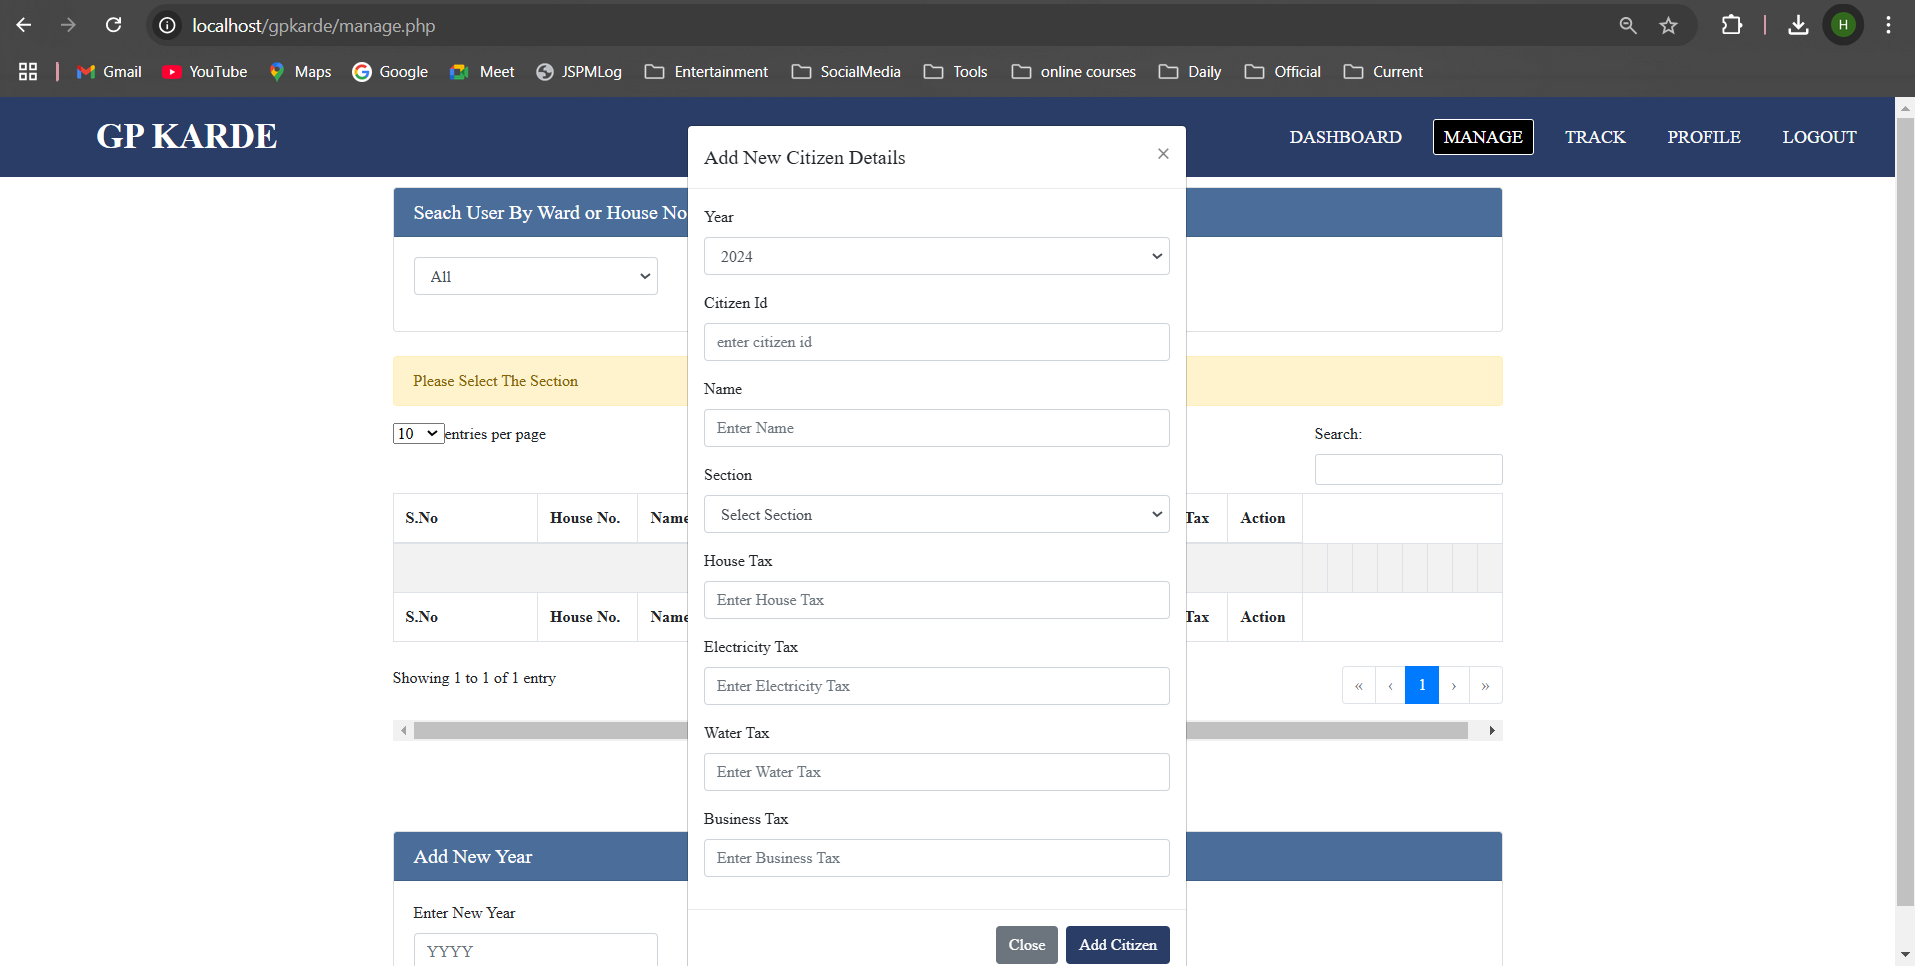 localhost/gpkarde/manage.php
H
Gmail YouTube Maps Google Meet JSPMLog Entertainment SocialMedia Tools online courses Daily Official Current
GP KARDE
DASHBOARD MANAGE TRACK PROFILE LOGOUT
Seach User By Ward or House No
All
Please Select The Section
10 entries per page
Search:
S.No House No. Name Tax Action
S.No House No. Name Tax Action
Showing 1 to 1 of 1 entry
« ‹ 1 › »
Add New Year
Enter New Year
YYYY
Add New Citizen Details ×
Year
2024
Citizen Id
enter citizen id
Name
Enter Name
Section
Select Section
House Tax
Enter House Tax
Electricity Tax
Enter Electricity Tax
Water Tax
Enter Water Tax
Business Tax
Enter Business Tax
Close Add Citizen